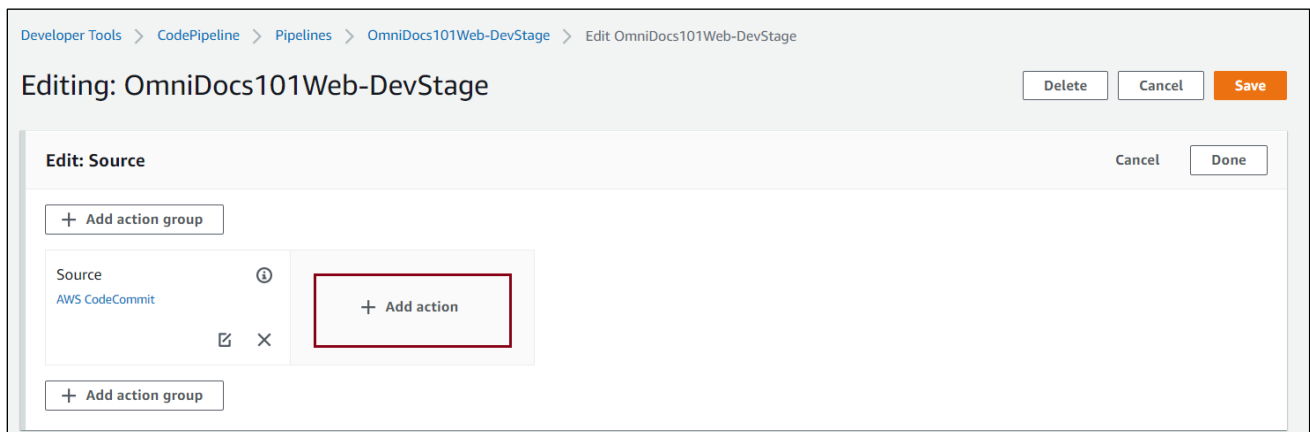 Developer Tools > CodePipeline > Pipelines > OmniDocs101Web-DevStage > Edit OmniDocs101Web-DevStage
Editing: OmniDocs101Web-DevStage
Delete Cancel Save
Edit: Source
Cancel Done
+ Add action group
Source
AWS CodeCommit
+ Add action
+ Add action group